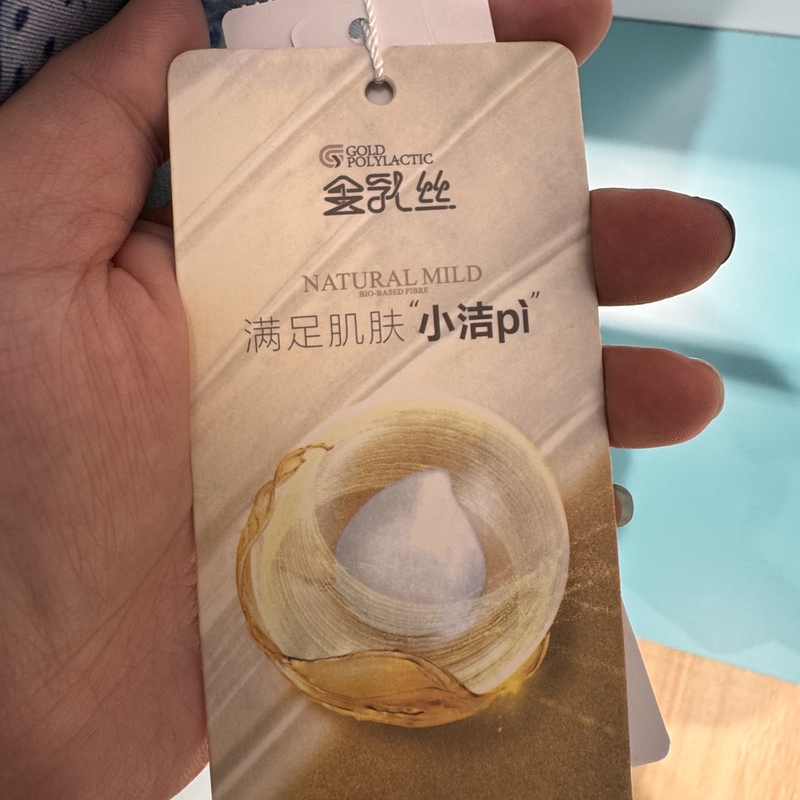 GOLD
POLYLACTIC
金乳丝
NATURAL MILD
BIO-BASED FIBRE
满足肌肤“小洁pì”